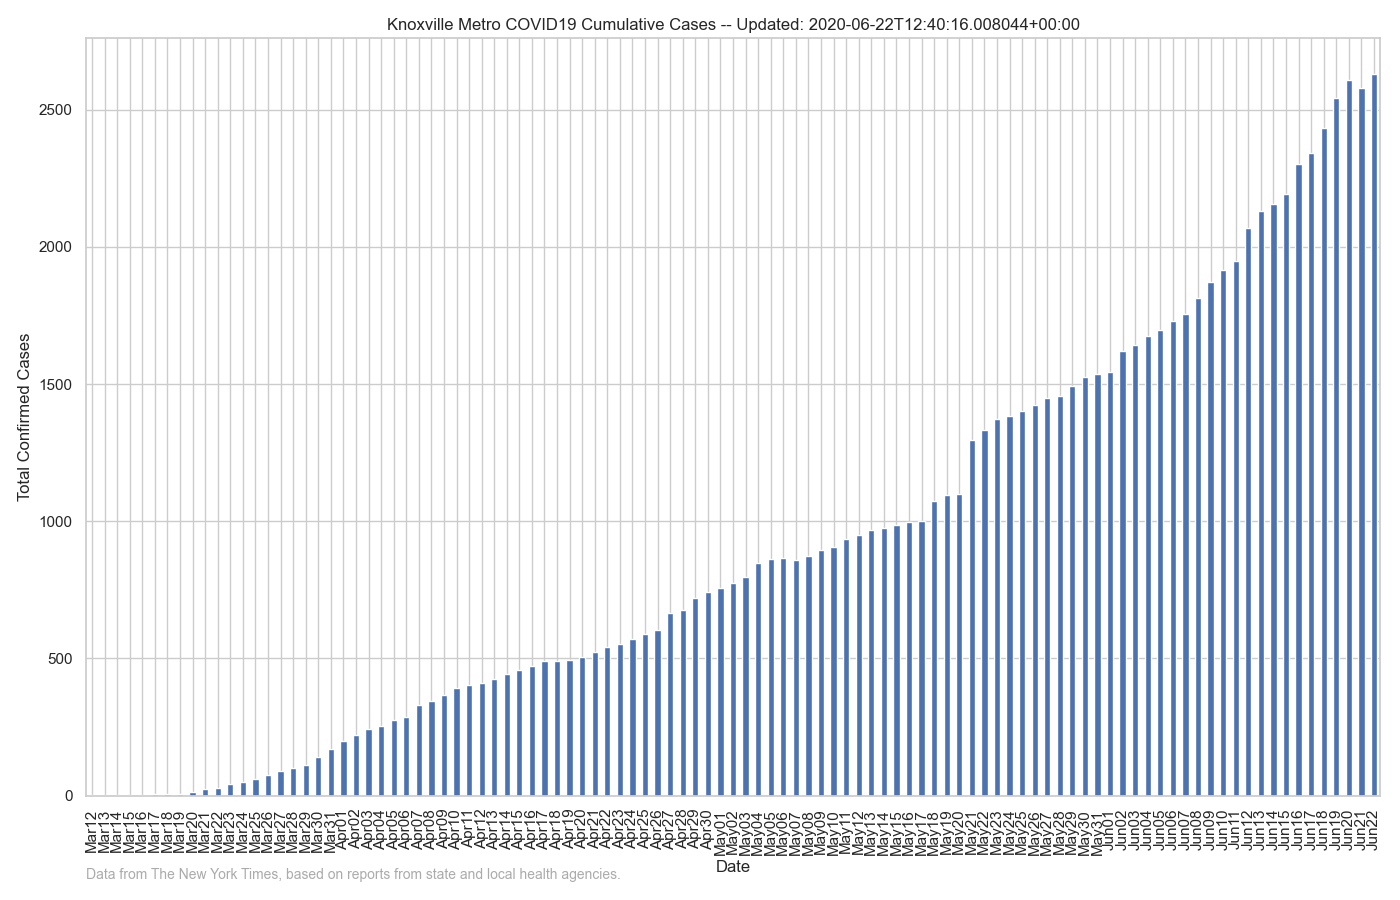 Knoxville Metro COVID19 Cumulative Cases -- Updated: 2020-06-22T12:40:16.008044+00:00
Total Confirmed Cases
2500
2000
1500
1000
500
0
Mar12
Mar13
Mar14
Mar15
Mar16
Mar17
Mar18
Mar19
Mar20
Mar21
Mar22
Mar23
Mar24
Mar25
Mar26
Mar27
Mar28
Mar29
Mar30
Mar31
Apr01
Apr02
Apr03
Apr04
Apr05
Apr06
Apr07
Apr08
Apr09
Apr10
Apr11
Apr12
Apr13
Apr14
Apr15
Apr16
Apr17
Apr18
Apr19
Apr20
Apr21
Apr22
Apr23
Apr24
Apr25
Apr26
Apr27
Apr28
Apr29
Apr30
May01
May02
May03
May04
May05
May06
May07
May08
May09
May10
May11
May12
May13
May14
May15
May16
May17
May18
May19
May20
May21
May22
May23
May24
May25
May26
May27
May28
May29
May30
May31
Jun01
Jun02
Jun03
Jun04
Jun05
Jun06
Jun07
Jun08
Jun09
Jun10
Jun11
Jun12
Jun13
Jun14
Jun15
Jun16
Jun17
Jun18
Jun19
Jun20
Jun21
Jun22
Date
Data from The New York Times, based on reports from state and local health agencies.